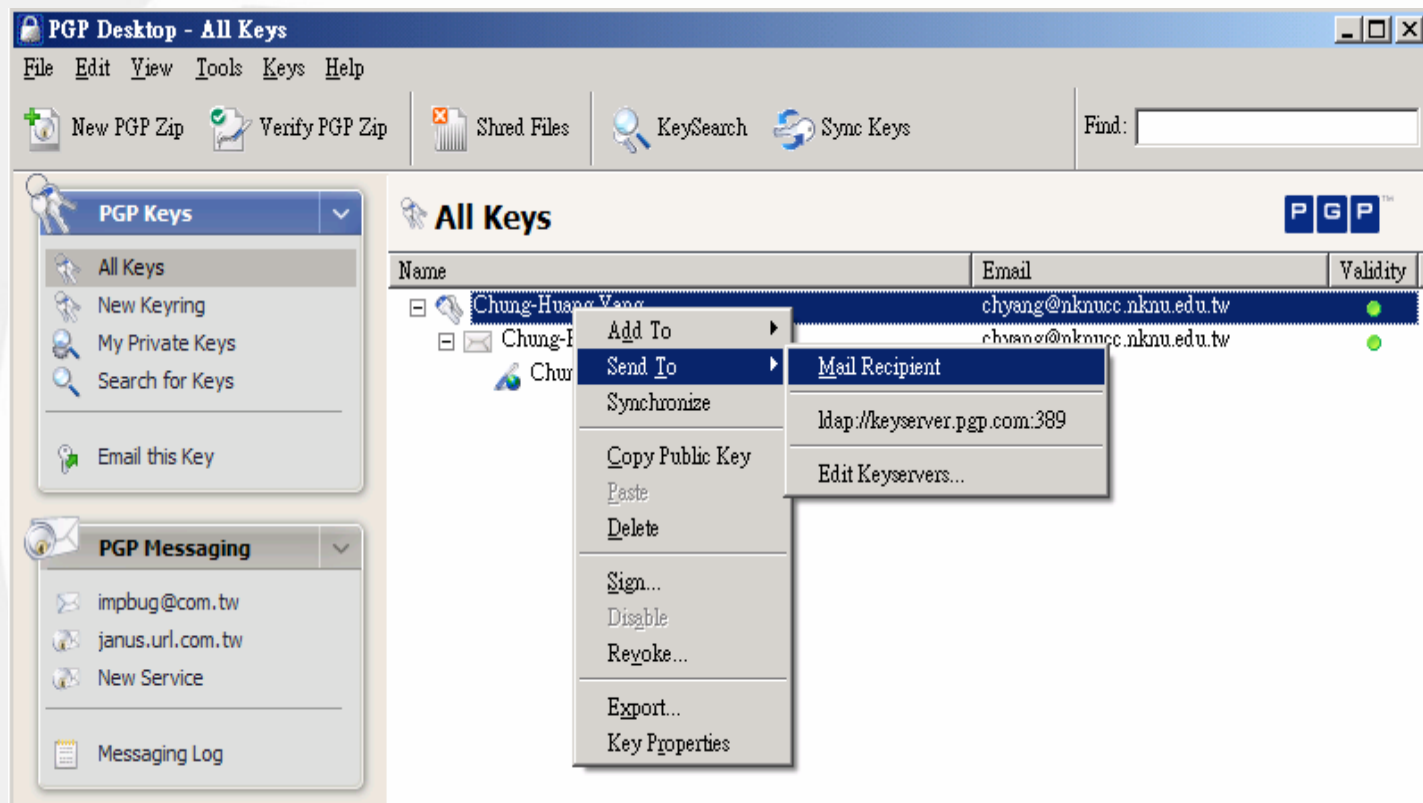 PGP Desktop - All Keys
File Edit View Tools Keys Help
New PGP Zip Verify PGP Zip Shred Files KeySearch Sync Keys Find:
PGP Keys
All Keys
New Keyring
My Private Keys
Search for Keys
Email this Key
PGP Messaging
impbug@com.tw
janus.url.com.tw
New Service
Messaging Log
All Keys
PGP™
Name Email Validity
Chung-Huang Yang chyang@nknucc.nknu.edu.tw
Chung-H chyang@nknucc.nknu.edu.tw
Chun
Add To
Send To
Synchronize
Copy Public Key
Paste
Delete
Sign...
Disable
Revoke...
Export...
Key Properties
Mail Recipient
ldap://keyserver.pgp.com:389
Edit Keyservers...